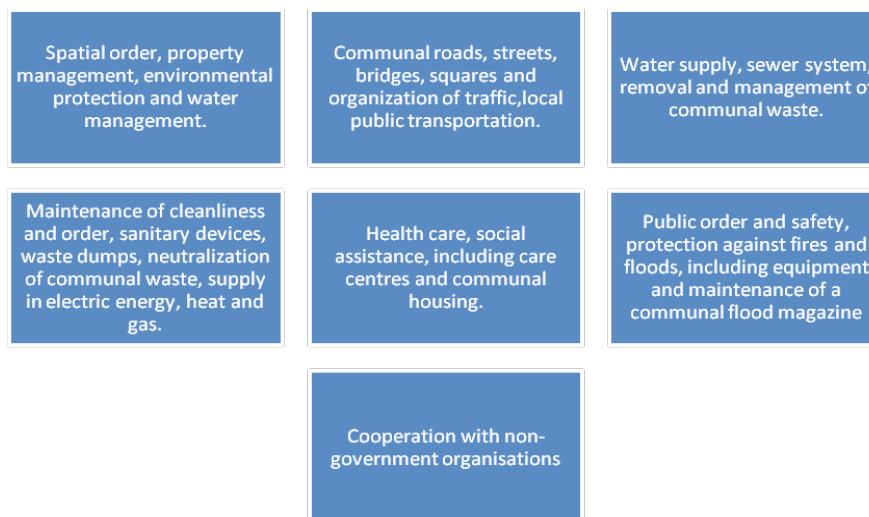 Spatial order, property
management, environmental
protection and water
management.
Communal roads, streets,
bridges, squares and
organization of traffic,local
public transportation.
Water supply, sewer system,
removal and management of
communal waste.
Maintenance of cleanliness
and order, sanitary devices,
waste dumps, neutralization
of communal waste, supply
in electric energy, heat and
gas.
Health care, social
assistance, including care
centres and communal
housing.
Public order and safety,
protection against fires and
floods, including equipment
and maintenance of a
communal flood magazine
Cooperation with non-
government organisations